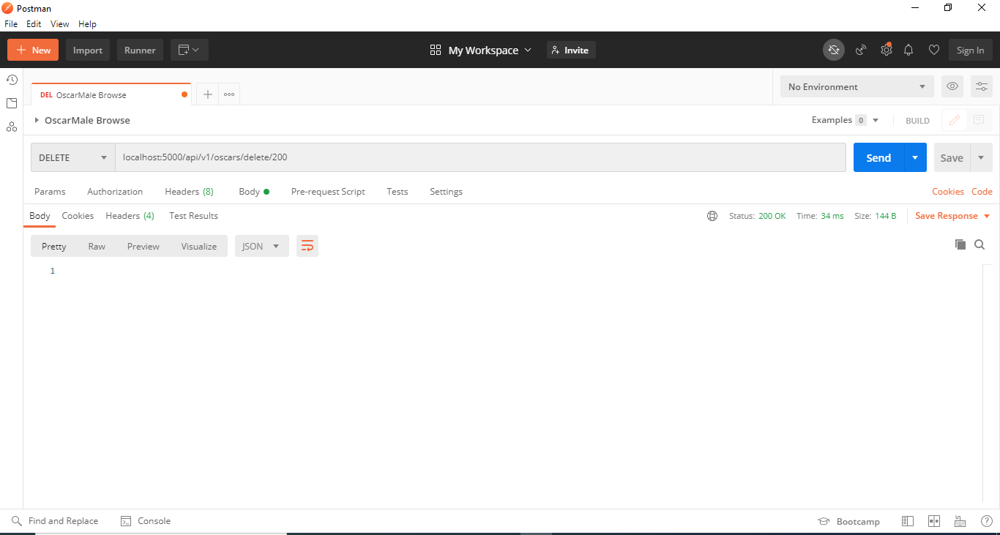 Postman
File Edit View Help
New Import Runner My Workspace Invite Sign In
DEL OscarMale Browse No Environment
OscarMale Browse Examples 0 BUILD
DELETE localhost:5000/api/v1/oscars/delete/200 Send Save
Params Authorization Headers (8) Body Pre-request Script Tests Settings Cookies Code
Body Cookies Headers (4) Test Results Status: 200 OK Time: 34 ms Size: 144 B Save Response
Pretty Raw Preview Visualize JSON
1
Find and Replace Console Bootcamp